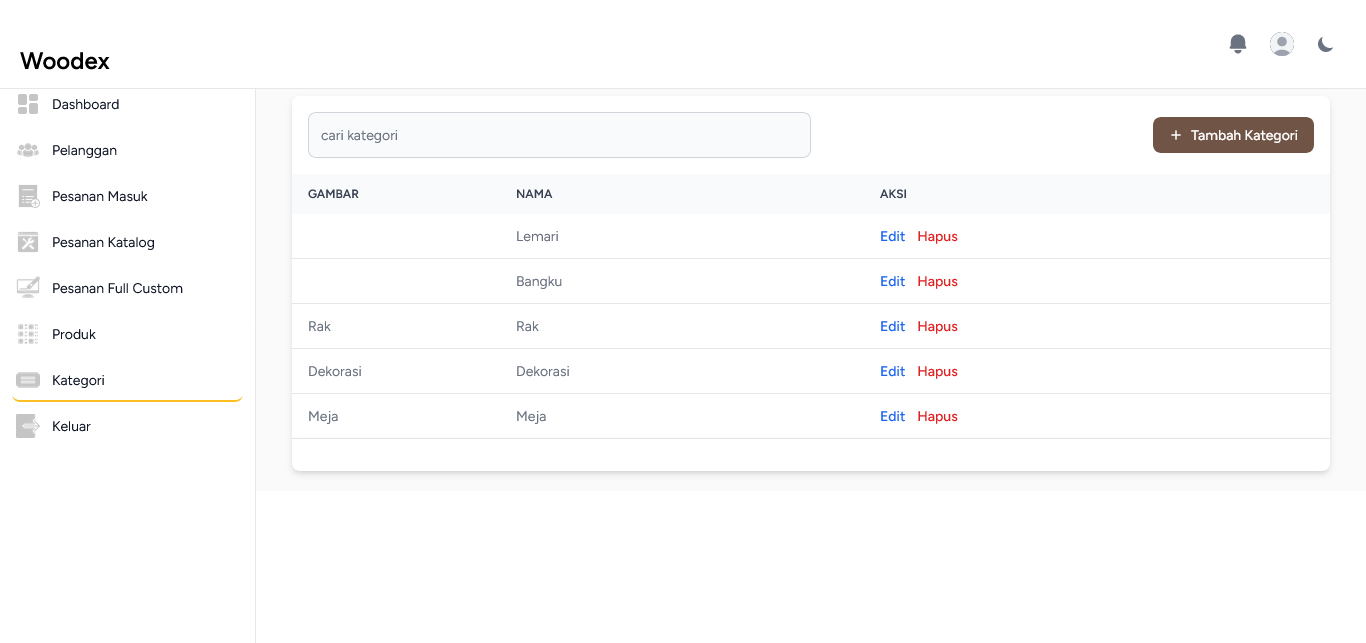 Woodex
Dashboard
Pelanggan
Pesanan Masuk
Pesanan Katalog
Pesanan Full Custom
Produk
Kategori
Keluar
cari kategori
+ Tambah Kategori
GAMBAR NAMA AKSI
Lemari Edit Hapus
Bangku Edit Hapus
Rak Rak Edit Hapus
Dekorasi Dekorasi Edit Hapus
Meja Meja Edit Hapus